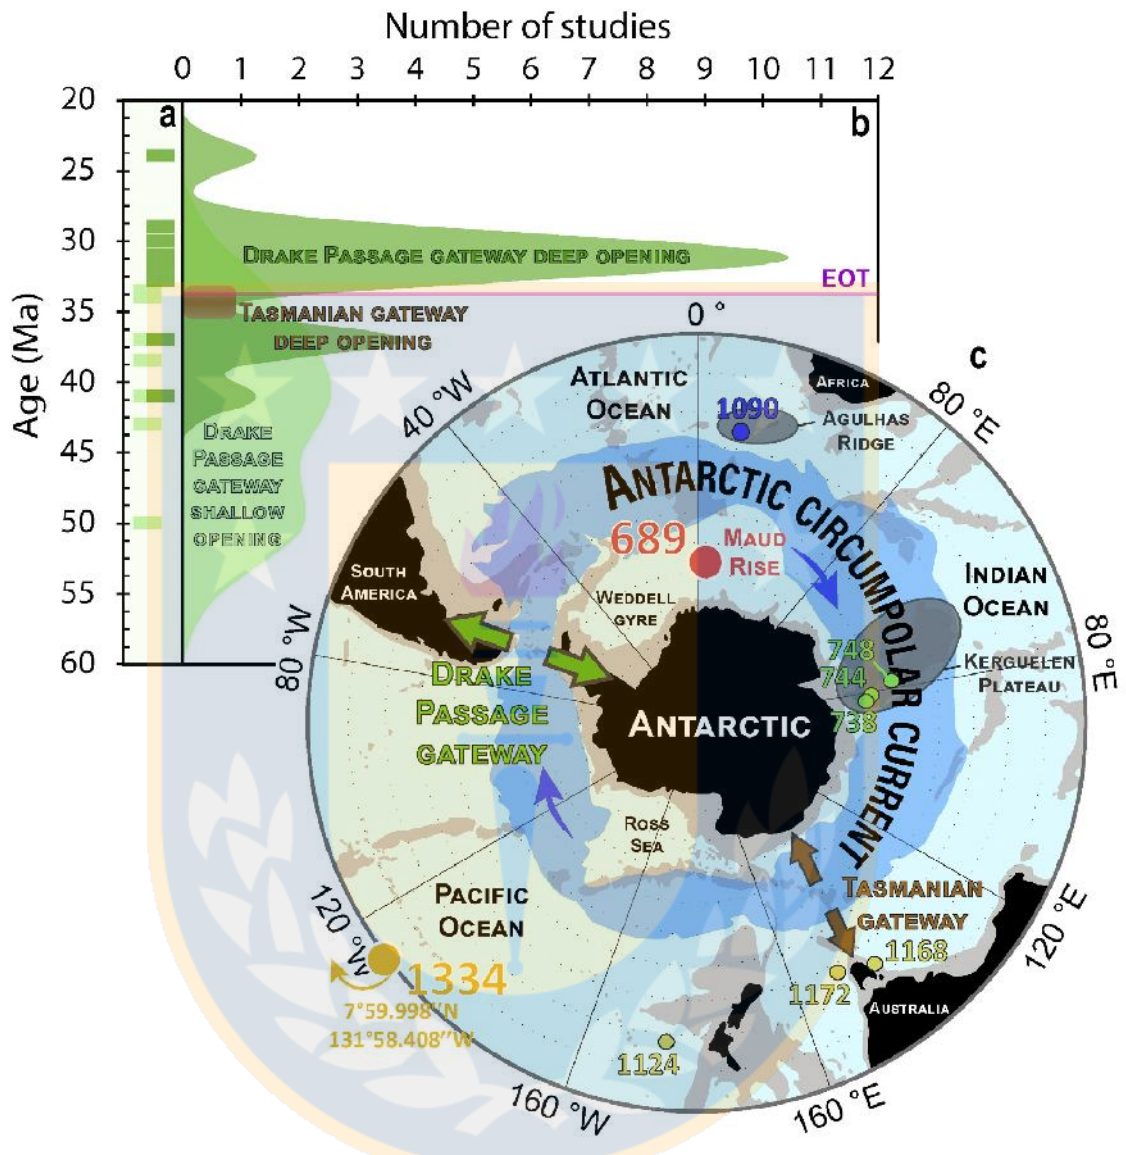 Number of studies
0 1 2 3 4 5 6 7 8 9 10 11 12
Age (Ma)
20
25
30
35
40
45
50
55
60
a
b
DRAKE PASSAGE GATEWAY DEEP OPENING
EOT
TASMANIAN GATEWAY
DEEP OPENING
DRAKE
PASSAGE
GATEWAY
SHALLOW
OPENING
c
0 °
40 °W
80 °W
120 °W
160 °W
160 °E
120 °E
80 °E
80 °E
ATLANTIC
OCEAN
AFRICA
1090
AGULHAS
RIDGE
ANTARCTIC CIRCUMPOLAR CURRENT
689
MAUD
RISE
INDIAN
OCEAN
SOUTH
AMERICA
WEDDELL
GYRE
748
744
738
KERGUELEN
PLATEAU
DRAKE
PASSAGE
GATEWAY
ANTARCTIC
ROSS
SEA
PACIFIC
OCEAN
TASMANIAN
GATEWAY
1334
7°59.998”N
131°58.408”W
1168
1172
AUSTRALIA
1124